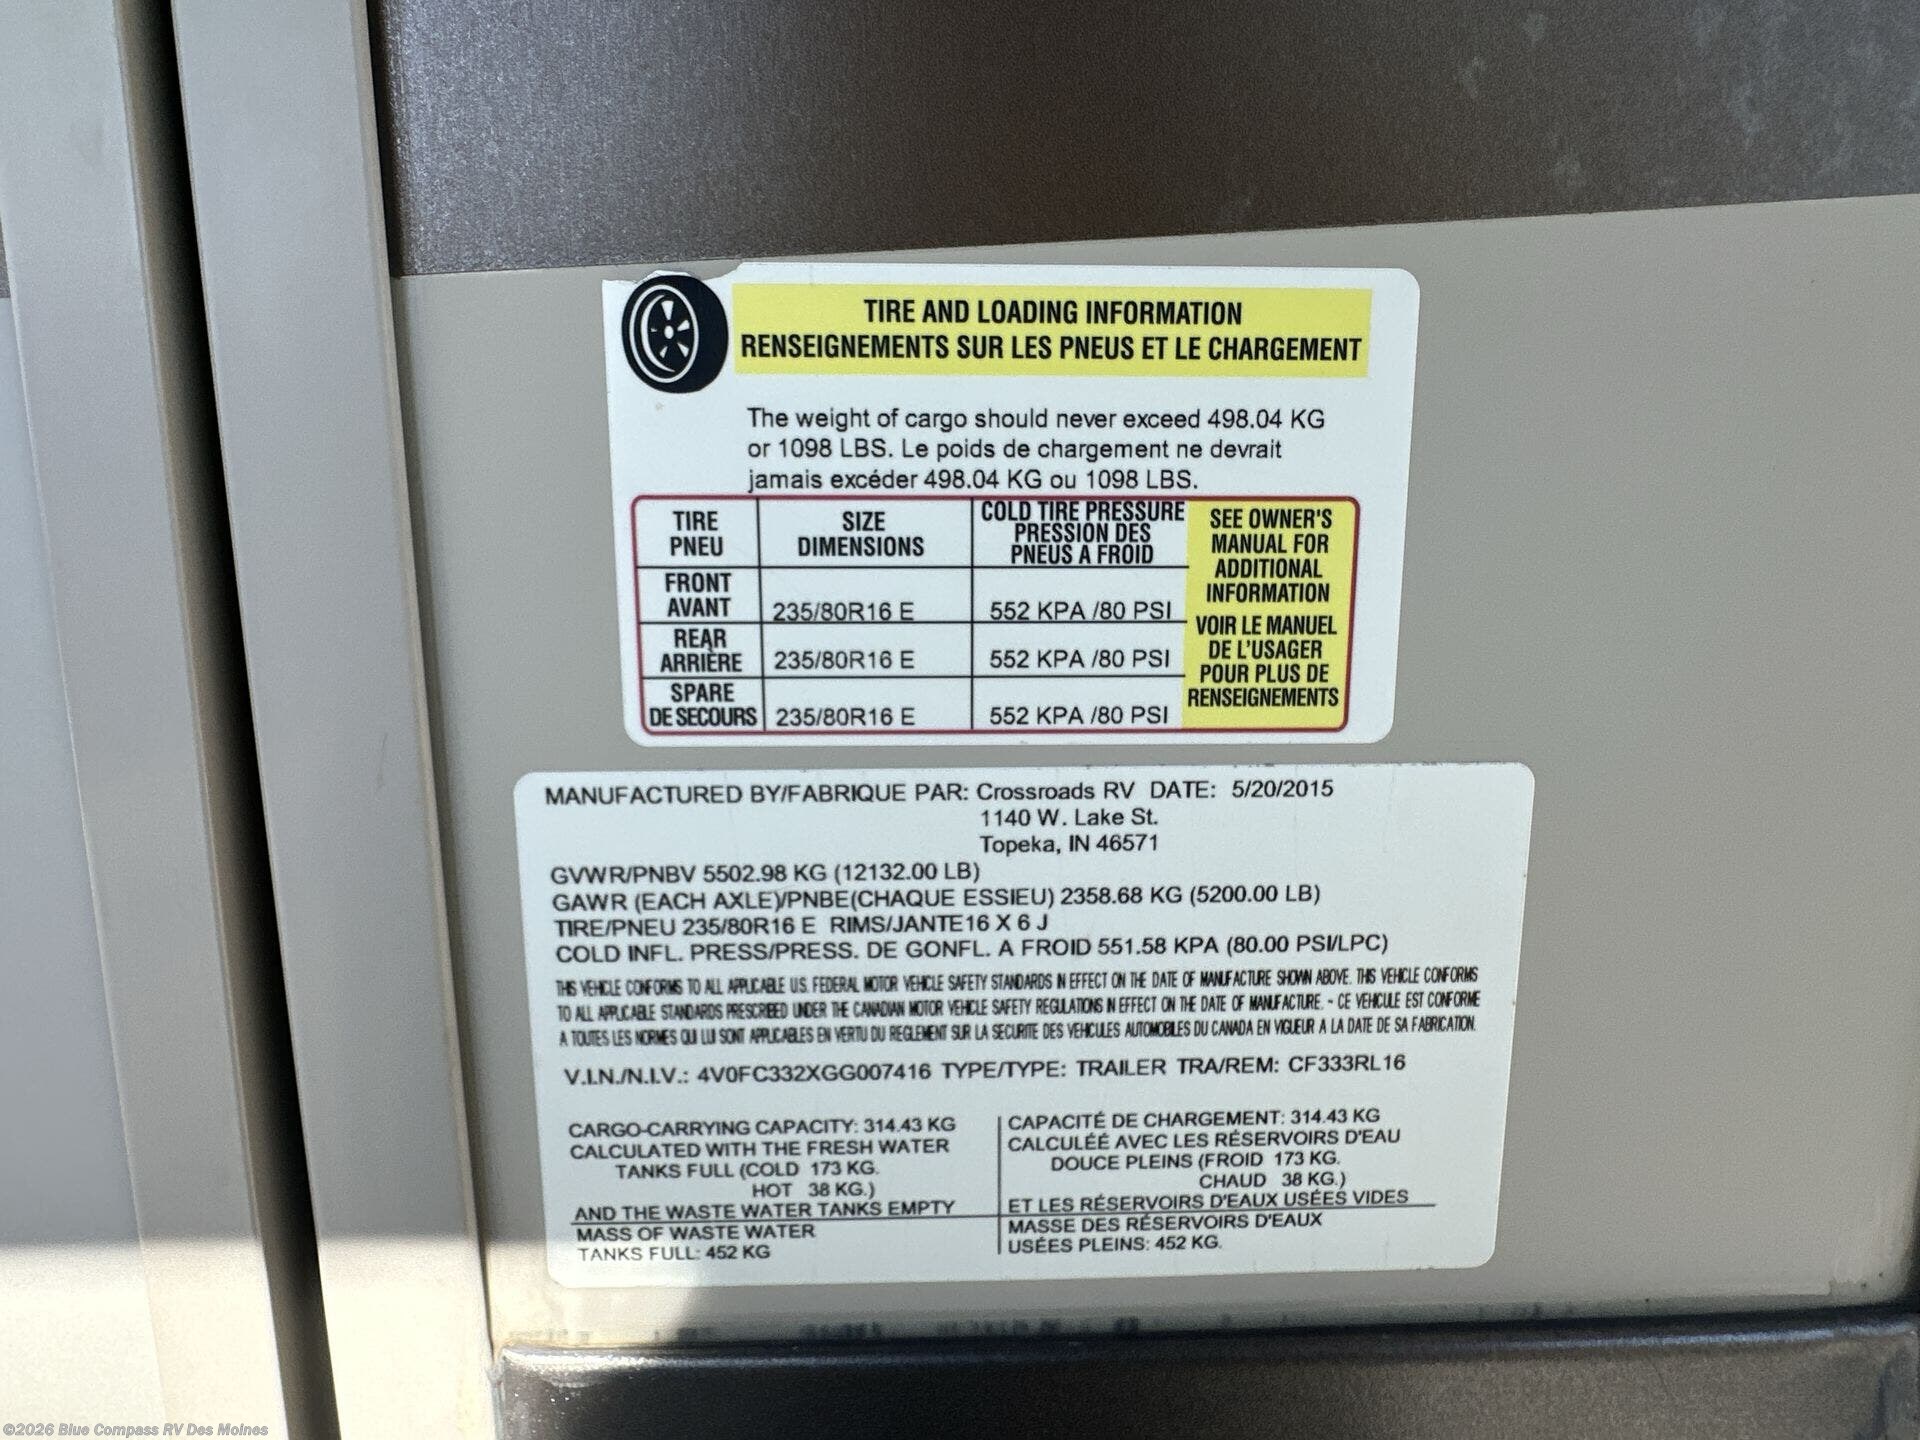 TIRE AND LOADING INFORMATION
RENSEIGNEMENTS SUR LES PNEUS ET LE CHARGEMENT
The weight of cargo should never exceed 498.04 KG
or 1098 LBS. Le poids de chargement ne devrait
jamais excéder 498.04 KG ou 1098 LBS.
TIRE
PNEU
SIZE
DIMENSIONS
COLD TIRE PRESSURE
PRESSION DES
PNEUS A FROID
FRONT
AVANT
235/80R16 E
552 KPA /80 PSI
REAR
ARRIÈRE
235/80R16 E
552 KPA /80 PSI
SPARE
DE SECOURS
235/80R16 E
552 KPA /80 PSI
SEE OWNER'S
MANUAL FOR
ADDITIONAL
INFORMATION
VOIR LE MANUEL
DE L'USAGER
POUR PLUS DE
RENSEIGNEMENTS
MANUFACTURED BY/FABRIQUE PAR: Crossroads RV DATE: 5/20/2015
1140 W. Lake St.
Topeka, IN 46571
GVWR/PNBV 5502.98 KG (12132.00 LB)
GAWR (EACH AXLE)/PNBE(CHAQUE ESSIEU) 2358.68 KG (5200.00 LB)
TIRE/PNEU 235/80R16 E RIMS/JANTE16 X 6 J
COLD INFL. PRESS/PRESS. DE GONFL. A FROID 551.58 KPA (80.00 PSI/LPC)
THIS VEHICLE CONFORMS TO ALL APPLICABLE U.S. FEDERAL MOTOR VEHICLE SAFETY STANDARDS IN EFFECT ON THE DATE OF MANUFACTURE SHOWN ABOVE. THIS VEHICLE CONFORMS
TO ALL APPLICABLE STANDARDS PRESCRIBED UNDER THE CANADIAN MOTOR VEHICLE SAFETY REGULATIONS IN EFFECT ON THE DATE OF MANUFACTURE. - CE VEHICULE EST CONFORME
A TOUTES LES NORMES QUI LUI SONT APPLICABLES EN VERTU DU REGLEMENT SUR LA SECURITE DES VEHICULES AUTOMOBILES DU CANADA EN VIGUEUR A LA DATE DE SA FABRICATION.
V.I.N./N.I.V.: 4V0FC332XGG007416 TYPE/TYPE: TRAILER TRA/REM: CF333RL16
CARGO-CARRYING CAPACITY: 314.43 KG
CALCULATED WITH THE FRESH WATER
TANKS FULL (COLD 173 KG.
HOT 38 KG.)
AND THE WASTE WATER TANKS EMPTY
MASS OF WASTE WATER
TANKS FULL: 452 KG
CAPACITÉ DE CHARGEMENT: 314.43 KG
CALCULÉÉ AVEC LES RÉSERVOIRS D'EAU
DOUCE PLEINS (FROID 173 KG.
CHAUD 38 KG.)
ET LES RÉSERVOIRS D'EAUX USÉES VIDES
MASSE DES RÉSERVOIRS D'EAUX
USÉES PLEINS: 452 KG.
©2026 Blue Compass RV Des Moines